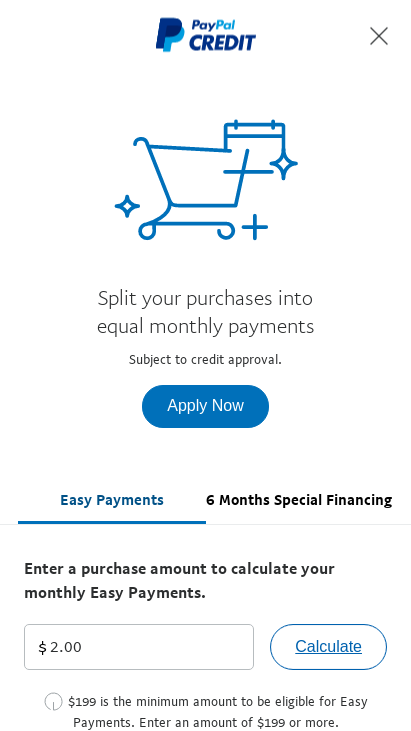 PayPal
CREDIT
Split your purchases into
equal monthly payments
Subject to credit approval.
Apply Now
Easy Payments
6 Months Special Financing
Enter a purchase amount to calculate your
monthly Easy Payments.
$ 2.00
Calculate
$199 is the minimum amount to be eligible for Easy
Payments. Enter an amount of $199 or more.